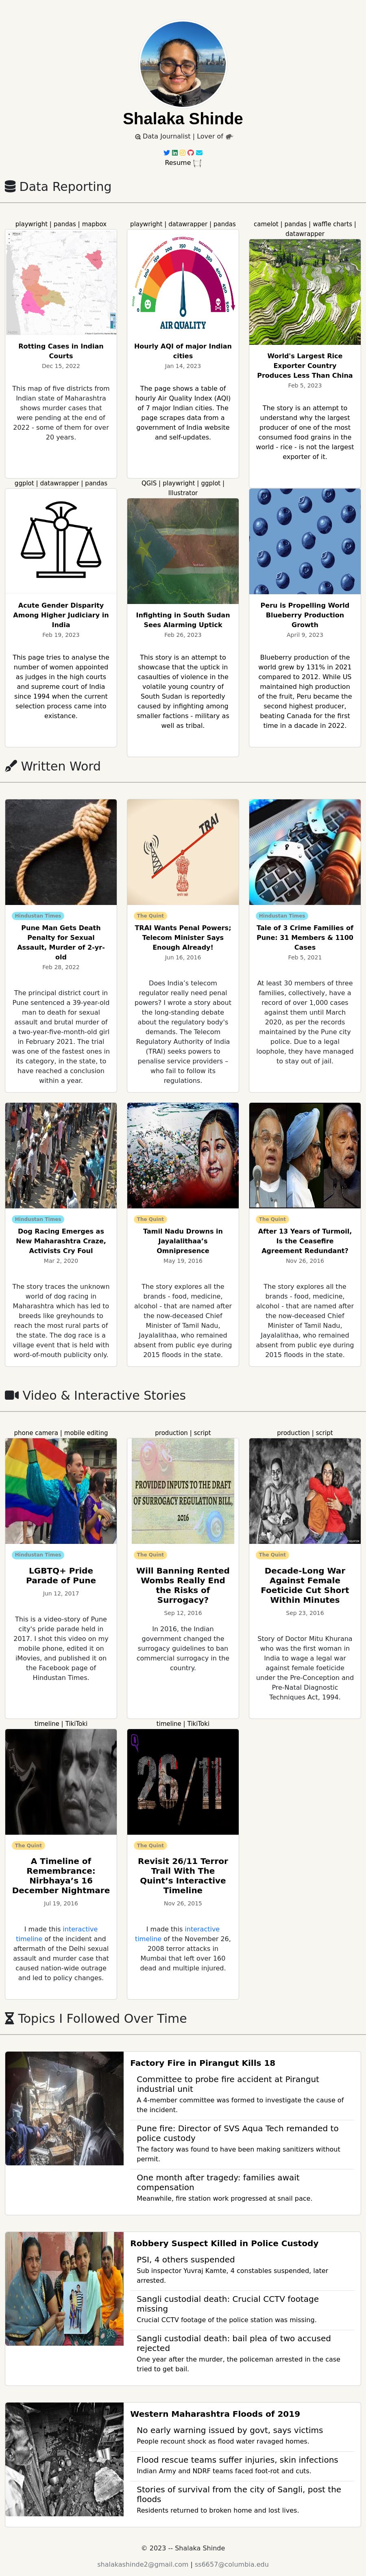 Shalaka Shinde
Data Journalist | Lover of
Resume
Data Reporting
playwright | pandas | mapbox
Rotting Cases in Indian
Courts
Dec 15, 2022
This map of five districts from
Indian state of Maharashtra
shows murder cases that
were pending at the end of
2022 - some of them for over
20 years.
playwright | datawrapper | pandas
AIR QUALITY
Hourly AQI of major Indian
cities
Jan 14, 2023
The page shows a table of
hourly Air Quality Index (AQI)
of 7 major Indian cities. The
page scrapes data from a
government of India website
and self-updates.
camelot | pandas | waffle charts |
datawrapper
World's Largest Rice
Exporter Country
Produces Less Than China
Feb 5, 2023
The story is an attempt to
understand why the largest
producer of one of the most
consumed food grains in the
world - rice - is not the largest
exporter of it.
ggplot | datawrapper | pandas
Acute Gender Disparity
Among Higher Judiciary in
India
Feb 19, 2023
This page tries to analyse the
number of women appointed
as judges in the high courts
and supreme court of India
since 1994 when the current
selection process came into
existance.
QGIS | playwright | ggplot |
Illustrator
Infighting in South Sudan
Sees Alarming Uptick
Feb 26, 2023
This story is an attempt to
showcase that the uptick in
casualties of violence in the
volatile young country of
South Sudan is reportedly
caused by infighting among
smaller factions - military as
well as tribal.
Peru is Propelling World
Blueberry Production
Growth
April 9, 2023
Blueberry production of the
world grew by 131% in 2021
compared to 2012. While US
maintained high production
of the fruit, Peru became the
second highest producer,
beating Canada for the first
time in a dacade in 2022.
Written Word
Hindustan Times
Pune Man Gets Death
Penalty for Sexual
Assault, Murder of 2-yr-
old
Feb 28, 2022
The principal district court in
Pune sentenced a 39-year-old
man to death for sexual
assault and brutal murder of
a two-year-five-month-old girl
in February 2021. The trial
was one of the fastest ones in
its category, in the state, to
have reached a conclusion
within a year.
TRAI
The Quint
TRAI Wants Penal Powers;
Telecom Minister Says
Enough Already!
Jun 16, 2016
Does India's telecom
regulator really need penal
powers? I wrote a story about
the long-standing debate
about the regulatory body's
demands. The Telecom
Regulatory Authority of India
(TRAI) seeks powers to
penalise service providers –
who fail to follow its
regulations.
Hindustan Times
Tale of 3 Crime Families of
Pune: 31 Members & 1100
Cases
Feb 5, 2021
At least 30 members of three
families, collectively, have a
record of over 1,000 cases
against them until March
2020, as per the records
maintained by the Pune city
police. Due to a legal
loophole, they have managed
to stay out of jail.
Hindustan Times
Dog Racing Emerges as
New Maharashtra Craze,
Activists Cry Foul
Mar 2, 2020
The story traces the unknown
world of dog racing in
Maharashtra which has led to
breeds like greyhounds to
reach the most rural parts of
the state. The dog race is a
village event that is held with
word-of-mouth publicity only.
The Quint
Tamil Nadu Drowns in
Jayalalithaa's
Omnipresence
May 19, 2016
The story explores all the
brands - food, medicine,
alcohol - that are named after
the now-deceased Chief
Minister of Tamil Nadu,
Jayalalithaa, who remained
absent from public eye during
2015 floods in the state.
The Quint
After 13 Years of Turmoil,
Is the Ceasefire
Agreement Redundant?
Nov 26, 2016
The story explores all the
brands - food, medicine,
alcohol - that are named after
the now-deceased Chief
Minister of Tamil Nadu,
Jayalalithaa, who remained
absent from public eye during
2015 floods in the state.
Video & Interactive Stories
phone camera | mobile editing
Hindustan Times
LGBTQ+ Pride
Parade of Pune
Jun 12, 2017
This is a video-story of Pune
city's pride parade held in
2017. I shot this video on my
mobile phone, edited it on
iMovies, and published it on
the Facebook page of
Hindustan Times.
production | script
PROVIDED INPUTS TO THE DRAFT
OF SURROGACY REGULATION BILL,
2016
The Quint
Will Banning Rented
Wombs Really End
the Risks of
Surrogacy?
Sep 12, 2016
In 2016, the Indian
government changed the
surrogacy guidelines to ban
commercial surrogacy in the
country.
production | script
The Quint
Decade-Long War
Against Female
Foeticide Cut Short
Within Minutes
Sep 23, 2016
Story of Doctor Mitu Khurana
who was the first woman in
India to wage a legal war
against female foeticide
under the Pre-Conception and
Pre-Natal Diagnostic
Techniques Act, 1994.
timeline | TikiToki
The Quint
A Timeline of
Remembrance:
Nirbhaya's 16
December Nightmare
Jul 19, 2016
I made this interactive
timeline of the incident and
aftermath of the Delhi sexual
assault and murder case that
caused nation-wide outrage
and led to policy changes.
timeline | TikiToki
26/11
The Quint
Revisit 26/11 Terror
Trail With The
Quint's Interactive
Timeline
Nov 26, 2015
I made this interactive
timeline of the November 26,
2008 terror attacks in
Mumbai that left over 160
dead and multiple injured.
Topics I Followed Over Time
Factory Fire in Pirangut Kills 18
Committee to probe fire accident at Pirangut
industrial unit
A 4-member committee was formed to investigate the cause of
the incident.
Pune fire: Director of SVS Aqua Tech remanded to
police custody
The factory was found to have been making sanitizers without
permit.
One month after tragedy: families await
compensation
Meanwhile, fire station work progressed at snail pace.
Robbery Suspect Killed in Police Custody
PSI, 4 others suspended
Sub inspector Yuvraj Kamte, 4 constables suspended, later
arrested.
Sangli custodial death: Crucial CCTV footage
missing
Crucial CCTV footage of the police station was missing.
Sangli custodial death: bail plea of two accused
rejected
One year after the murder, the policeman arrested in the case
tried to get bail.
Western Maharashtra Floods of 2019
No early warning issued by govt, says victims
People recount shock as flood water ravaged homes.
Flood rescue teams suffer injuries, skin infections
Indian Army and NDRF teams faced foot-rot and cuts.
Stories of survival from the city of Sangli, post the
floods
Residents returned to broken home and lost lives.
© 2023 -- Shalaka Shinde
shalakashinde2@gmail.com | ss6657@columbia.edu